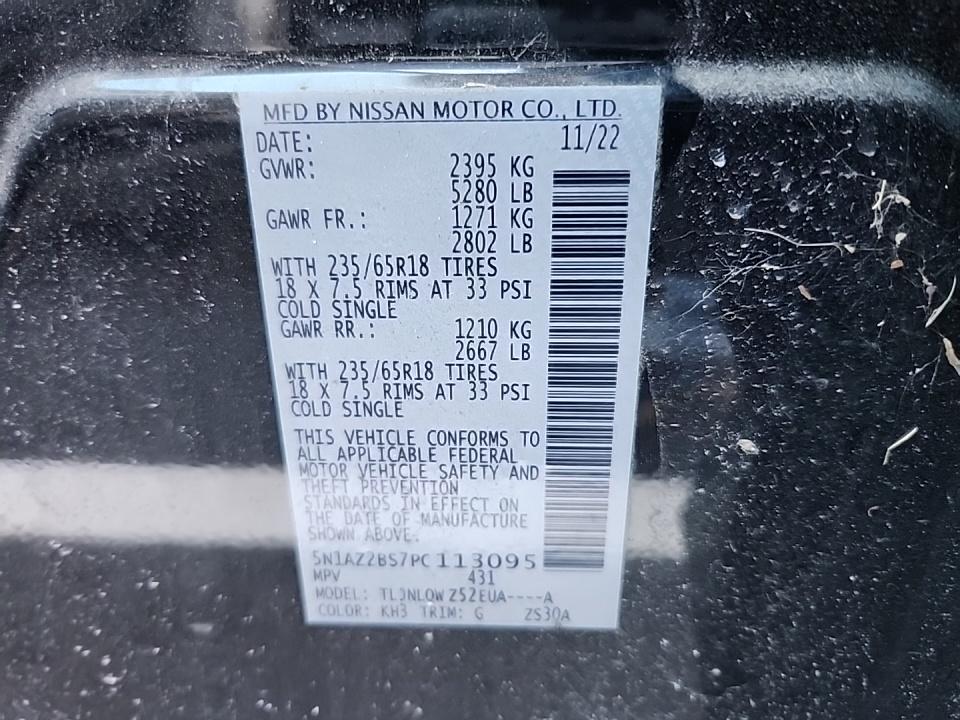 MFD BY NISSAN MOTOR CO., LTD.
DATE: 11/22
GVWR: 2395 KG
5280 LB
GAWR FR.: 1271 KG
2802 LB
WITH 235/65R18 TIRES
18 X 7.5 RIMS AT 33 PSI
COLD SINGLE
GAWR RR.: 1210 KG
2667 LB
WITH 235/65R18 TIRES
18 X 7.5 RIMS AT 33 PSI
COLD SINGLE
THIS VEHICLE CONFORMS TO
ALL APPLICABLE FEDERAL
MOTOR VEHICLE SAFETY AND
THEFT PREVENTION
STANDARDS IN EFFECT ON
THE DATE OF MANUFACTURE
SHOWN ABOVE.
5N1AZ2BS7PC113095
MPV 431
MODEL: TLJNLQWZ52EUA----A
COLOR: KH3 TRIM: G ZS30A